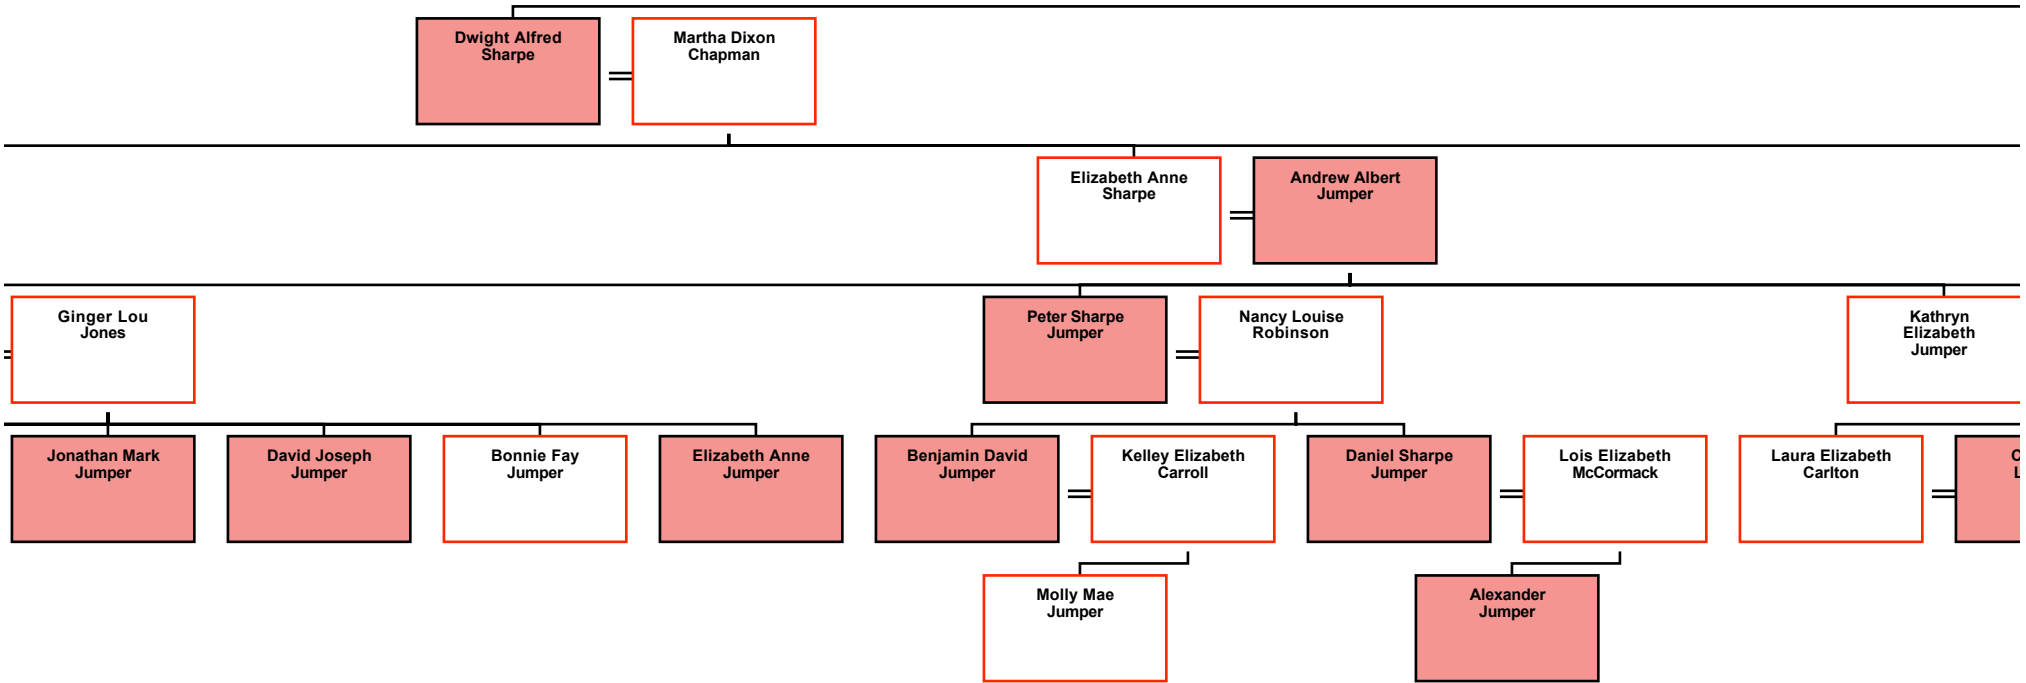 Dwight Alfred
Sharpe
Martha Dixon
Chapman
Elizabeth Anne
Sharpe
Andrew Albert
Jumper
Ginger Lou
Jones
Peter Sharpe
Jumper
Nancy Louise
Robinson
Kathryn
Elizabeth
Jumper
Jonathan Mark
Jumper
David Joseph
Jumper
Bonnie Fay
Jumper
Elizabeth Anne
Jumper
Benjamin David
Jumper
Kelley Elizabeth
Carroll
Daniel Sharpe
Jumper
Lois Elizabeth
McCormack
Laura Elizabeth
Carlton
Molly Mae
Jumper
Alexander
Jumper